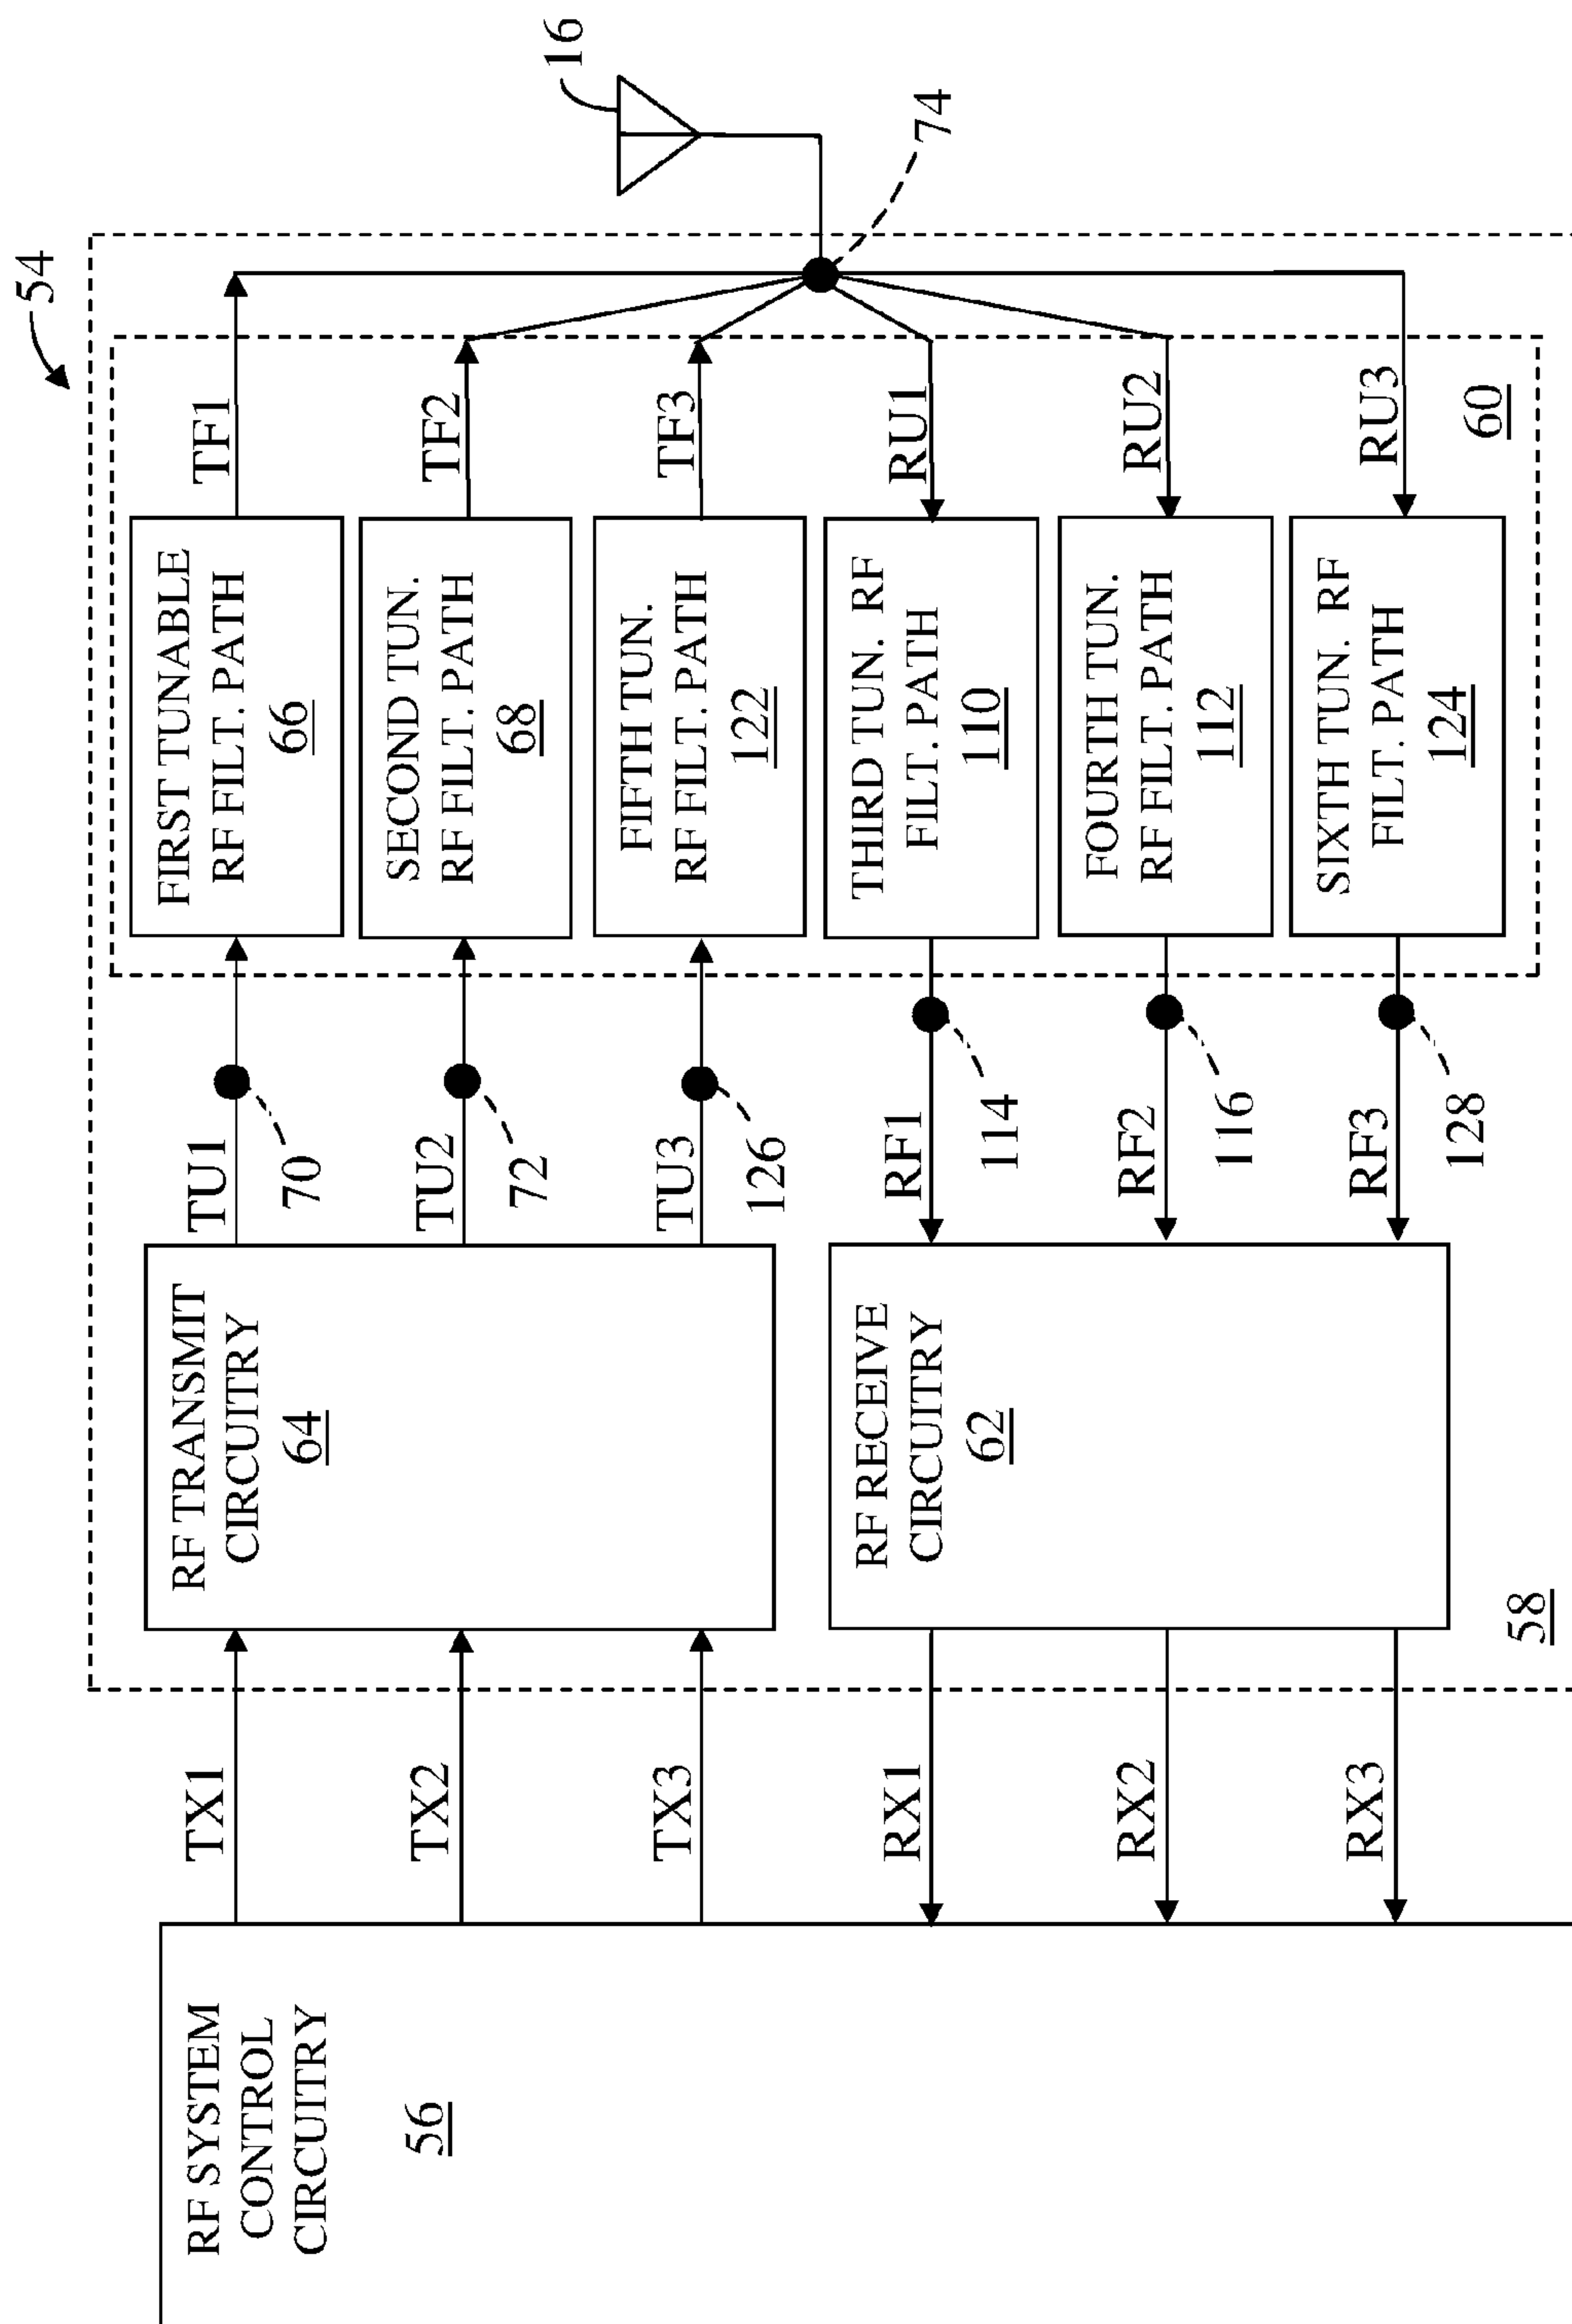 54
16
74
RF SYSTEM
CONTROL
CIRCUITRY
56
TX1
TX2
TX3
RX1
RX2
RX3
RF TRANSMIT
CIRCUITRY
64
RF RECEIVE
CIRCUITRY
62
58
TU1
70
TU2
72
TU3
126
RF1
114
RF2
116
RF3
128
FIRST TUNABLE
RF FILT. PATH
66
SECOND TUN.
RF FILT. PATH
68
FIFTH TUN.
RF FILT. PATH
122
THIRD TUN. RF
FILT. PATH
110
FOURTH TUN.
RF FILT. PATH
112
SIXTH TUN. RF
FILT. PATH
124
TF1
TF2
TF3
RU1
RU2
RU3
60